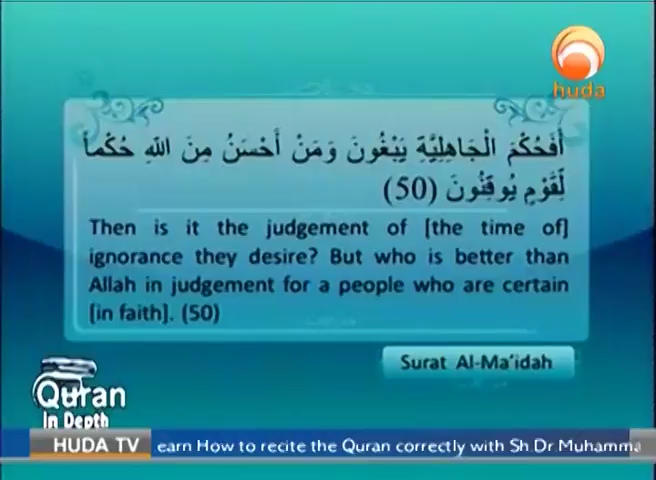 huda
أَفَحُكْمَ الْجَاهِلِيَّةِ يَبْغُونَ وَمَنْ أَحْسَنُ مِنَ اللّهِ حُكْماً
لِّقَوْمٍ يُوقِنُونَ (50)
Then is it the judgement of [the time of]
ignorance they desire? But who is better than
Allah in judgement for a people who are certain
[in faith]. (50)
Surat Al-Ma'idah
Quran
In Depth
HUDA TV earn How to recite the Quran correctly with Sh Dr Muhamma